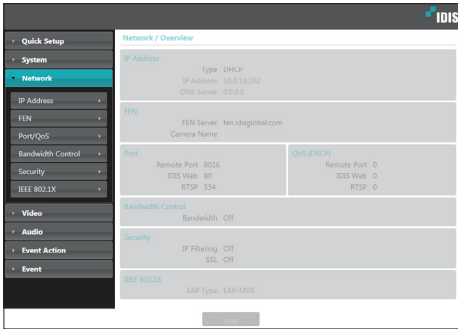 IDIS
Quick Setup
System
Network
IP Address
FEN
Port/QoS
Bandwidth Control
Security
IEEE 802.1X
Video
Audio
Event Action
Event
Network / Overview
IP Address
Type DHCP
IP Address 10.0.18.202
DNS Server 0.0.0.0
FEN
FEN Server fen.idisglobal.com
Camera Name
Port
Remote Port 8016
IDIS Web 80
RTSP 554
QoS (DSCP)
Remote Port 0
IDIS Web 0
RTSP 0
Bandwidth Control
Bandwidth Off
Security
IP Filtering Off
SSL Off
IEEE 802.1X
EAP Type EAP-MD5
Save